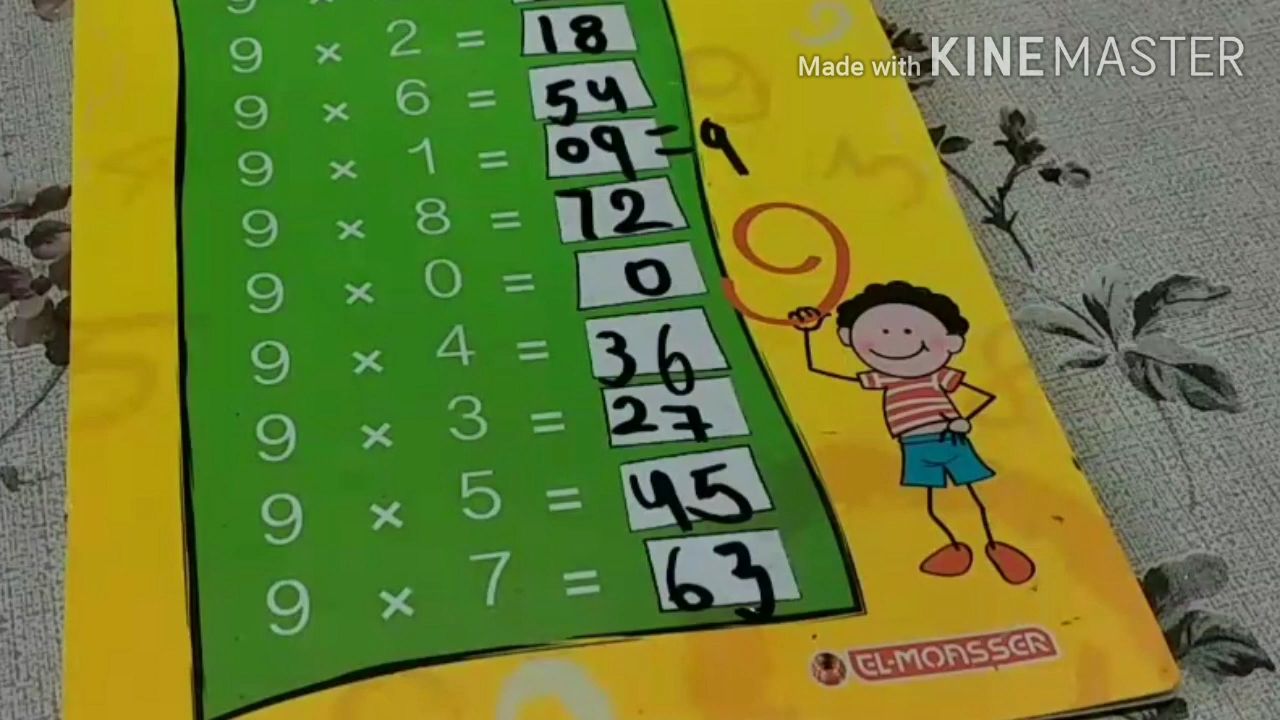 Made with KINEMASTER
9 ×
9 × 2 = 18
9 × 6 = 54
9 × 1 = 09 = 9
9 × 8 = 72
9 × 0 = 0
9 × 4 = 36
9 × 3 = 27
9 × 5 = 45
9 × 7 = 63
9
EL-MOASSER